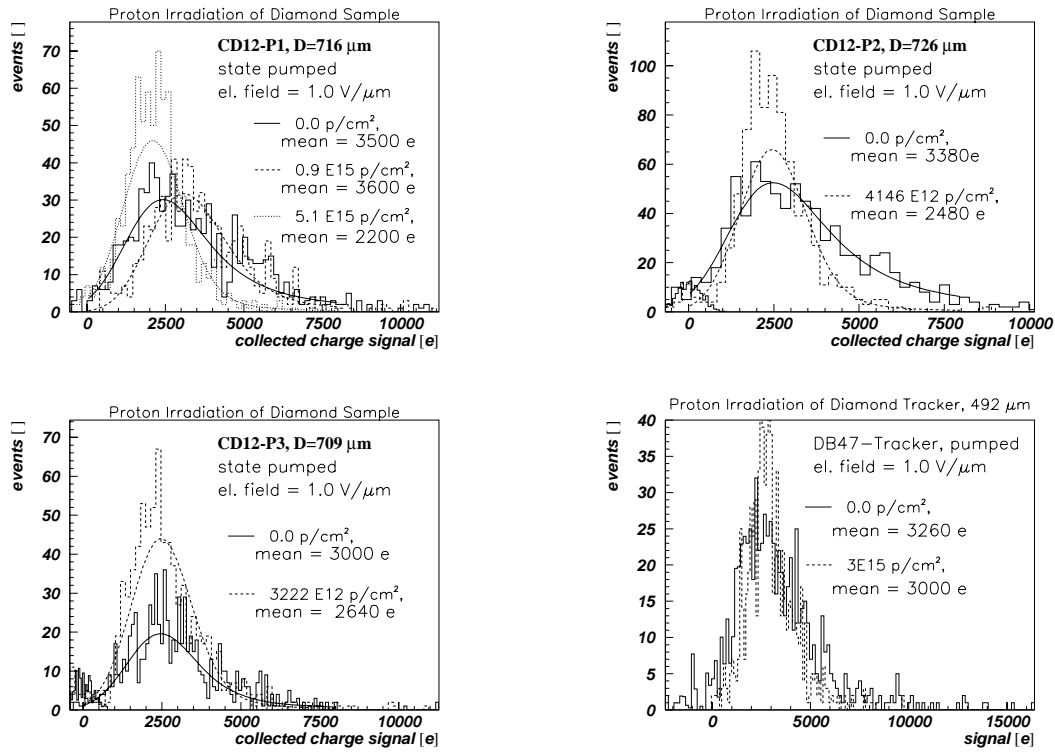 Proton Irradiation of Diamond Sample
events [ ]
CD12-P1, D=716 μm
state pumped
el. field = 1.0 V/μm
0.0 p/cm²,
mean = 3500 e
0.9 E15 p/cm²,
mean = 3600 e
5.1 E15 p/cm²,
mean = 2200 e
70
60
50
40
30
20
10
0
0 2500 5000 7500 10000
collected charge signal [e]
Proton Irradiation of Diamond Sample
events [ ]
CD12-P2, D=726 μm
state pumped
el. field = 1.0 V/μm
0.0 p/cm²,
mean = 3380e
4146 E12 p/cm²,
mean = 2480 e
100
80
60
40
20
0
0 2500 5000 7500 10000
collected charge signal [e]
Proton Irradiation of Diamond Sample
events [ ]
CD12-P3, D=709 μm
state pumped
el. field = 1.0 V/μm
0.0 p/cm²,
mean = 3000 e
3222 E12 p/cm²,
mean = 2640 e
70
60
50
40
30
20
10
0
0 2500 5000 7500 10000
collected charge signal [e]
Proton Irradiation of Diamond Tracker, 492 μm
events [ ]
DB47-Tracker, pumped
el. field = 1.0 V/μm
0.0 p/cm²,
mean = 3260 e
3E15 p/cm²,
mean = 3000 e
40
35
30
25
20
15
10
5
0
0 5000 10000 15000
signal [e]